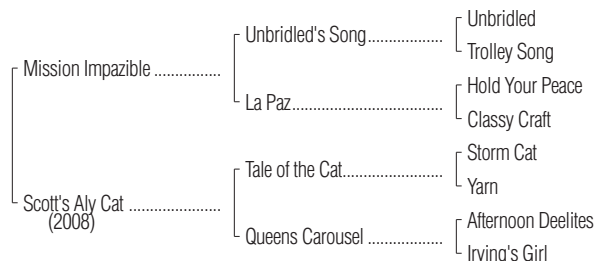 Unbridled
Unbridled's Song..................
Trolley Song
Mission Impazible ................
Hold Your Peace
La Paz....................................
Classy Craft
Storm Cat
Tale of the Cat........................
Yarn
Scott's Aly Cat ......................
(2008)
Afternoon Deelites
Queens Carousel ..................
Irving's Girl